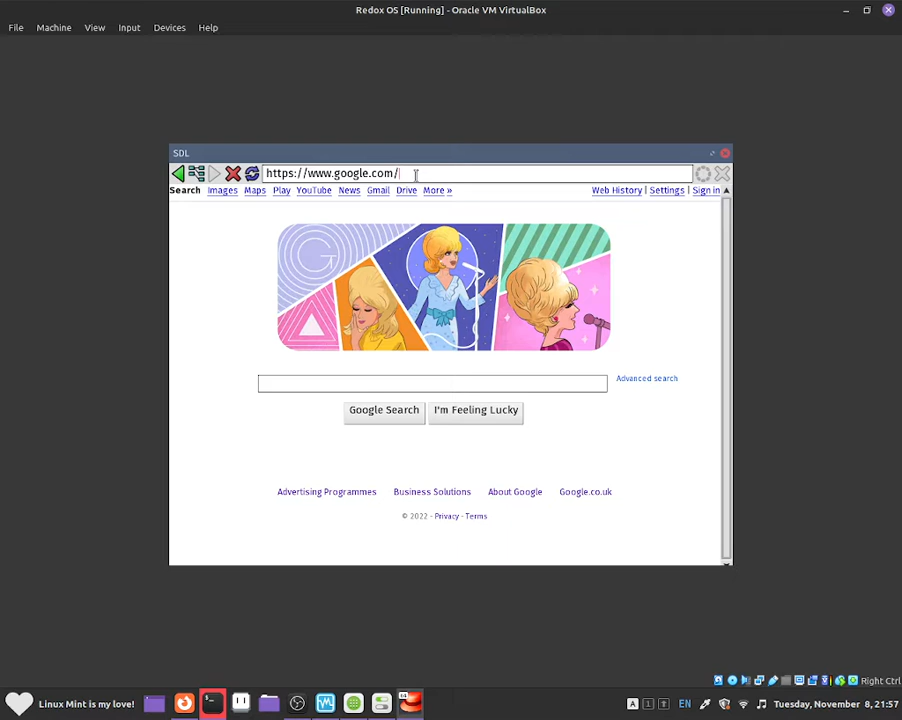 Redox OS [Running] - Oracle VM VirtualBox
File Machine View Input Devices Help
SDL
https://www.google.com/
Search Images Maps Play YouTube News Gmail Drive More » Web History | Settings | Sign in
Advanced search
Google Search I'm Feeling Lucky
Advertising Programmes Business Solutions About Google Google.co.uk
© 2022 - Privacy - Terms
Right Ctrl
Linux Mint is my love! EN Tuesday, November 8, 21:57